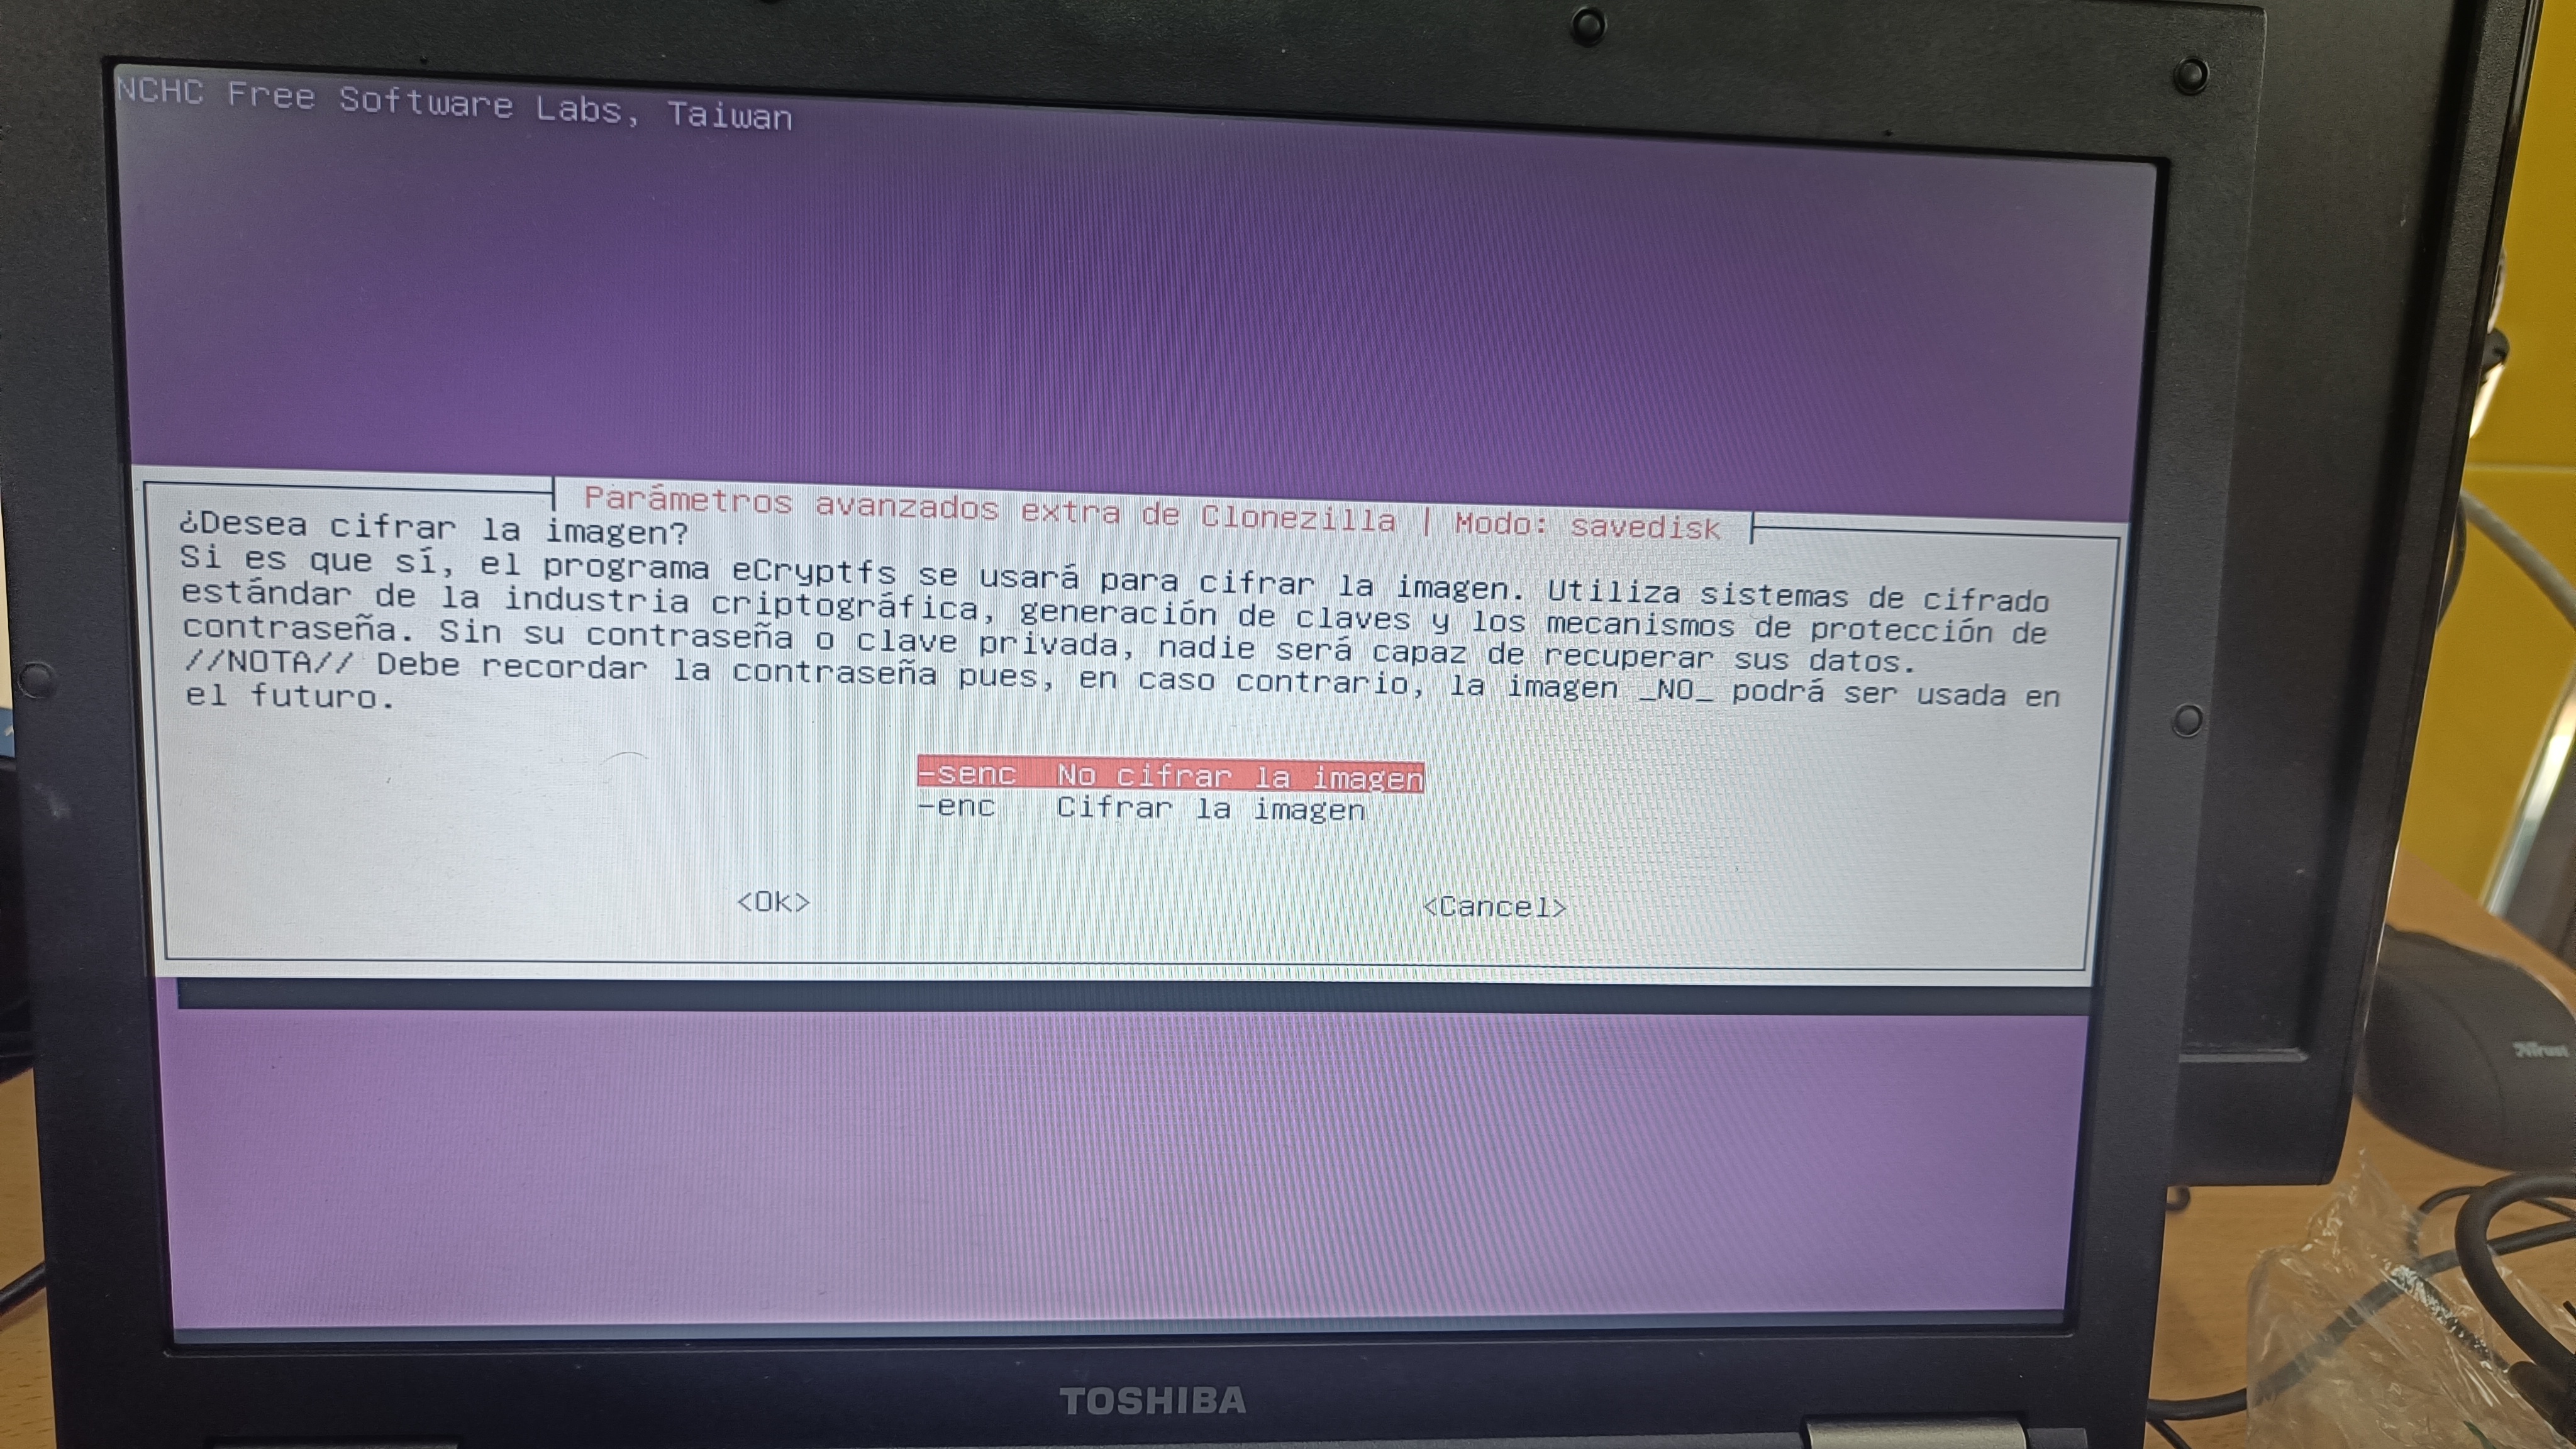 NCHC Free Software Labs, Taiwan
Parámetros avanzados extra de Clonezilla | Modo: savedisk
¿Desea cifrar la imagen?
Si es que sí, el programa eCryptfs se usará para cifrar la imagen. Utiliza sistemas de cifrado
estándar de la industria criptográfica, generación de claves y los mecanismos de protección de
contraseña. Sin su contraseña o clave privada, nadie será capaz de recuperar sus datos.
//NOTA// Debe recordar la contraseña pues, en caso contrario, la imagen _NO_ podrá ser usada en
el futuro.
-senc No cifrar la imagen
-enc Cifrar la imagen
<Ok> <Cancel>
Trust
TOSHIBA